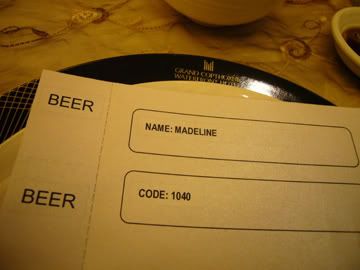 GRAND COPTHORNE
WATERFRONT HOTEL
BEER
NAME: MADELINE
BEER
CODE: 1040